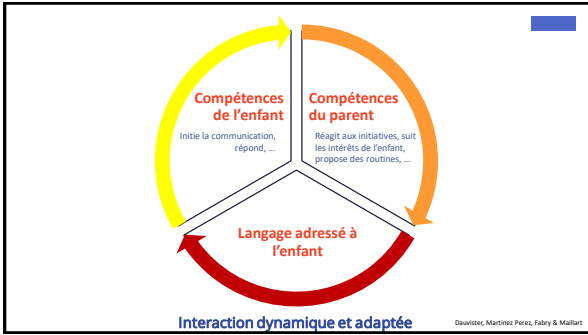 Compétences
de l'enfant
Initie la communication,
répond, ...
Compétences
du parent
Réagit aux initiatives, suit
les intérêts de l'enfant,
propose des routines, ...
Langage adressé à
l'enfant
Interaction dynamique et adaptée
Dauvister, Martinez Perez, Fabry & Maillart